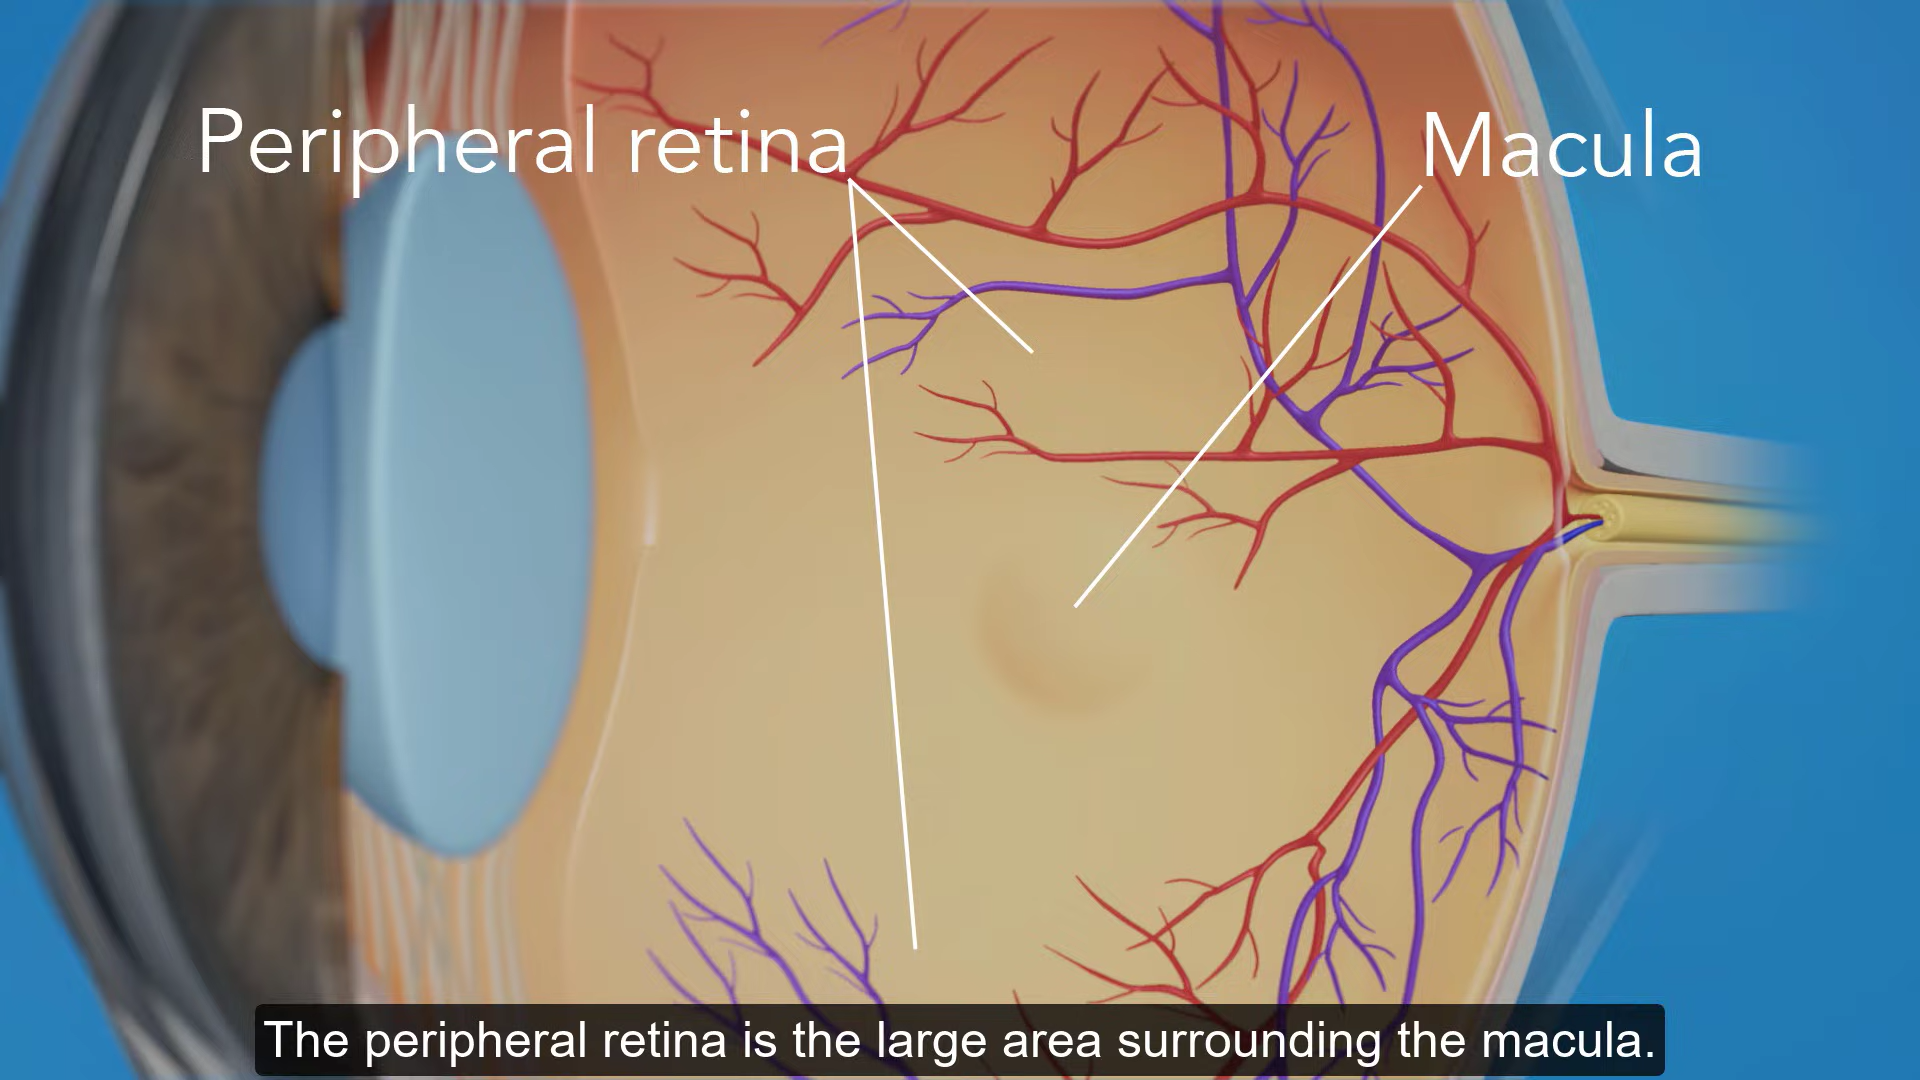 Peripheral retina
Macula
The peripheral retina is the large area surrounding the macula.